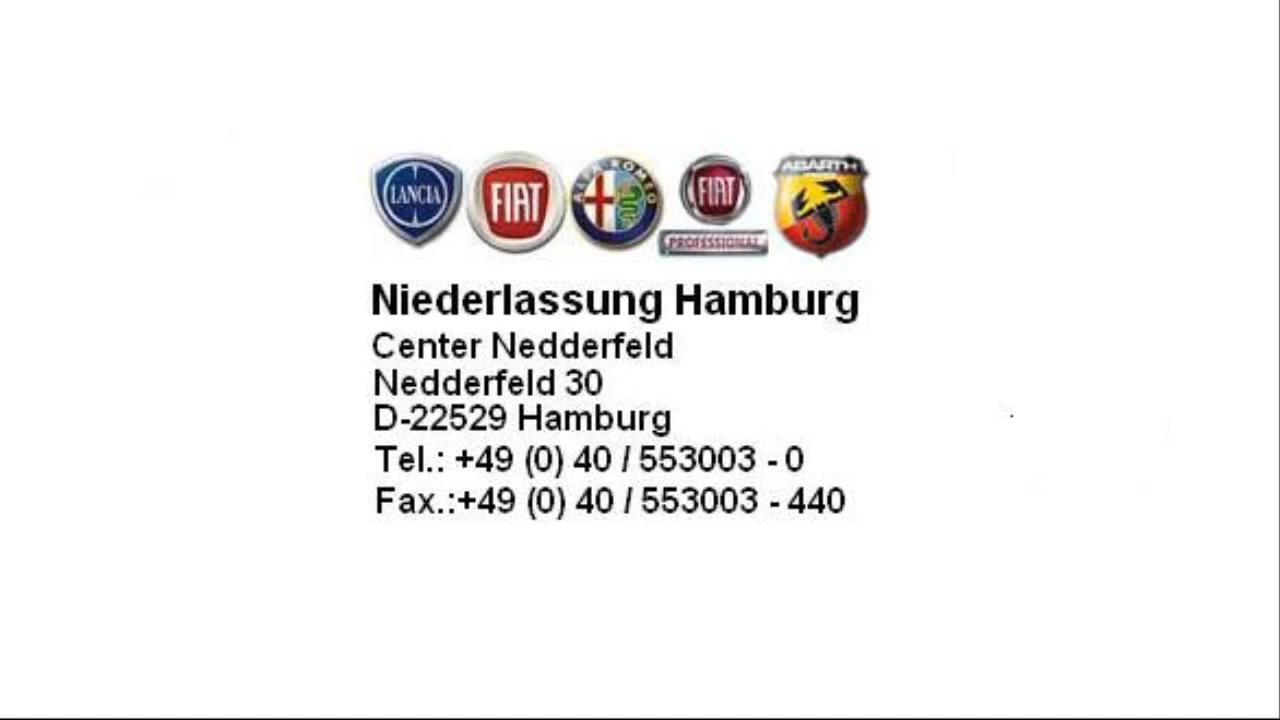 LANCIA FIAT ALFA ROMEO FIAT ABARTH
PROFESSIONAL
Niederlassung Hamburg
Center Nedderfeld
Nedderfeld 30
D-22529 Hamburg
Tel.: +49 (0) 40 / 553003 - 0
Fax.:+49 (0) 40 / 553003 - 440